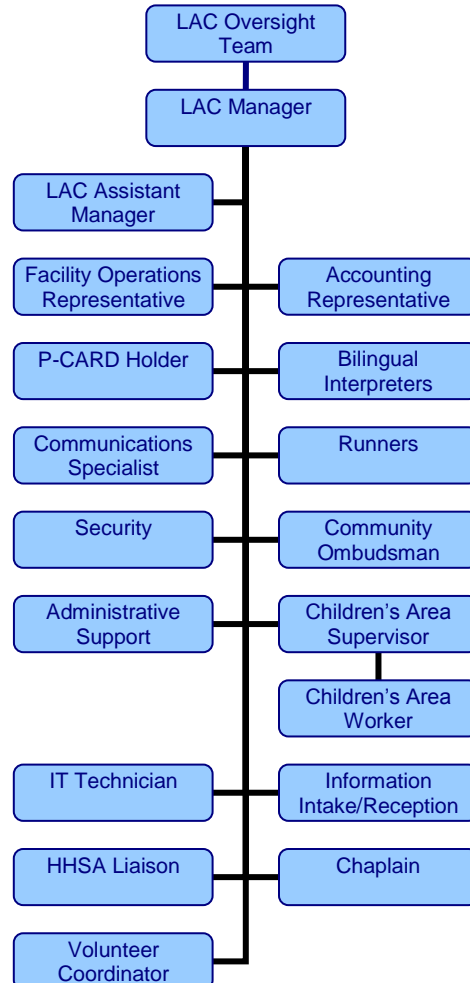 LAC Oversight
Team
LAC Manager
LAC Assistant
Manager
Facility Operations
Representative
Accounting
Representative
P-CARD Holder
Bilingual
Interpreters
Communications
Specialist
Runners
Security
Community
Ombudsman
Administrative
Support
Children's Area
Supervisor
Children's Area
Worker
IT Technician
Information
Intake/Reception
HHSA Liaison
Chaplain
Volunteer
Coordinator